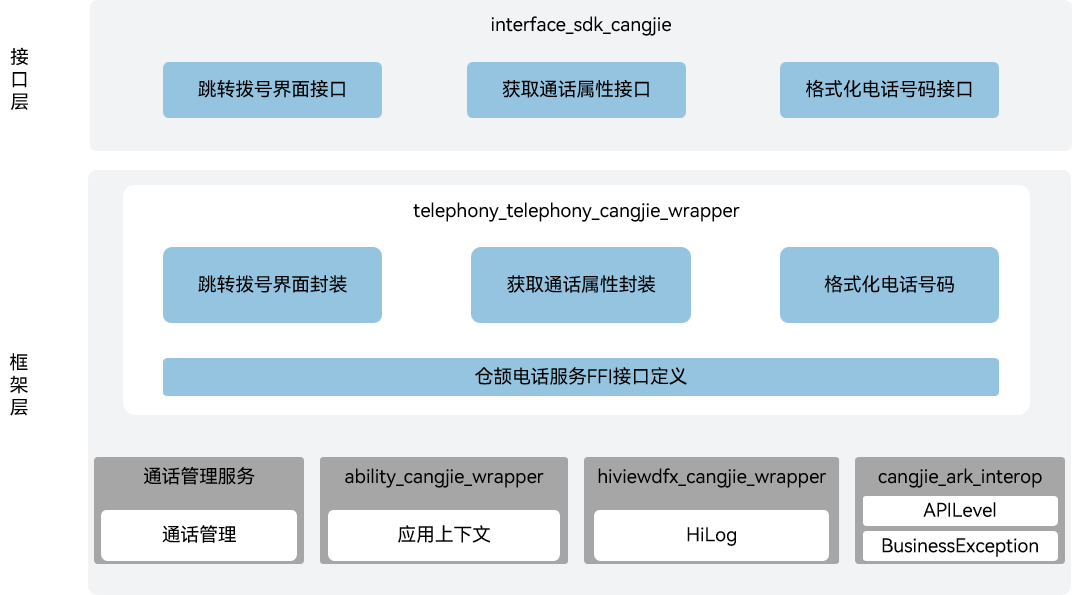 接口层
interface_sdk_cangjie
跳转拨号界面接口
获取通话属性接口
格式化电话号码接口
框架层
telephony_telephony_cangjie_wrapper
跳转拨号界面封装
获取通话属性封装
格式化电话号码
仓颉电话服务FFI接口定义
通话管理服务
通话管理
ability_cangjie_wrapper
应用上下文
hiviewdfx_cangjie_wrapper
HiLog
cangjie_ark_interop
APILevel
BusinessException